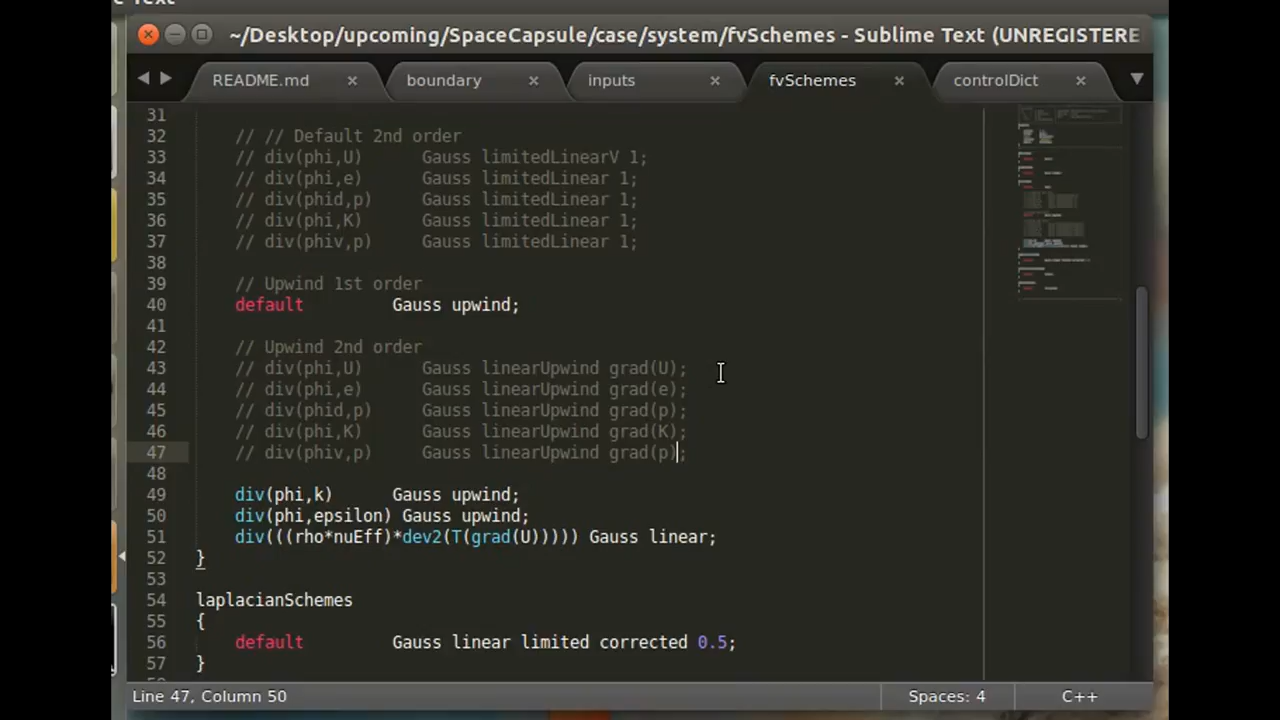 e Text
~/Desktop/upcoming/SpaceCapsule/case/system/fvSchemes - Sublime Text (UNREGISTERE
README.md × boundary × inputs × fvSchemes × controlDict ×
31
32 // // Default 2nd order
33 // div(phi,U) Gauss limitedLinearV 1;
34 // div(phi,e) Gauss limitedLinear 1;
35 // div(phid,p) Gauss limitedLinear 1;
36 // div(phi,K) Gauss limitedLinear 1;
37 // div(phiv,p) Gauss limitedLinear 1;
38
39 // Upwind 1st order
40 default Gauss upwind;
41
42 // Upwind 2nd order
43 // div(phi,U) Gauss linearUpwind grad(U);
44 // div(phi,e) Gauss linearUpwind grad(e);
45 // div(phid,p) Gauss linearUpwind grad(p);
46 // div(phi,K) Gauss linearUpwind grad(K);
47 // div(phiv,p) Gauss linearUpwind grad(p);
48
49 div(phi,k) Gauss upwind;
50 div(phi,epsilon) Gauss upwind;
51 div(((rho*nuEff)*dev2(T(grad(U))))) Gauss linear;
52 }
53
54 laplacianSchemes
55 {
56 default Gauss linear limited corrected 0.5;
57 }
Line 47, Column 50 Spaces: 4 C++